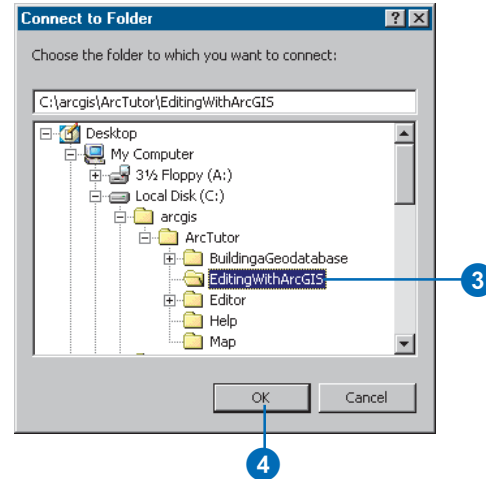 Connect to Folder
Choose the folder to which you want to connect:
C:\arcgis\ArcTutor\EditingWithArcGIS
Desktop
My Computer
3½ Floppy (A:)
Local Disk (C:)
arcgis
ArcTutor
BuildingaGeodatabase
EditingWithArcGIS
3
Editor
Help
Map
OK
Cancel
4